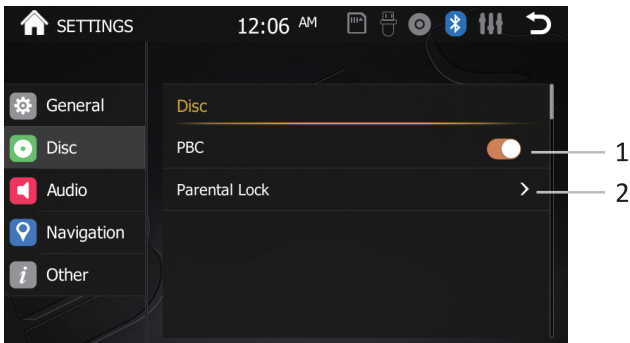 SETTINGS 12:06 AM
General
Disc
Audio
Navigation
Other
Disc
PBC 1
Parental Lock 2